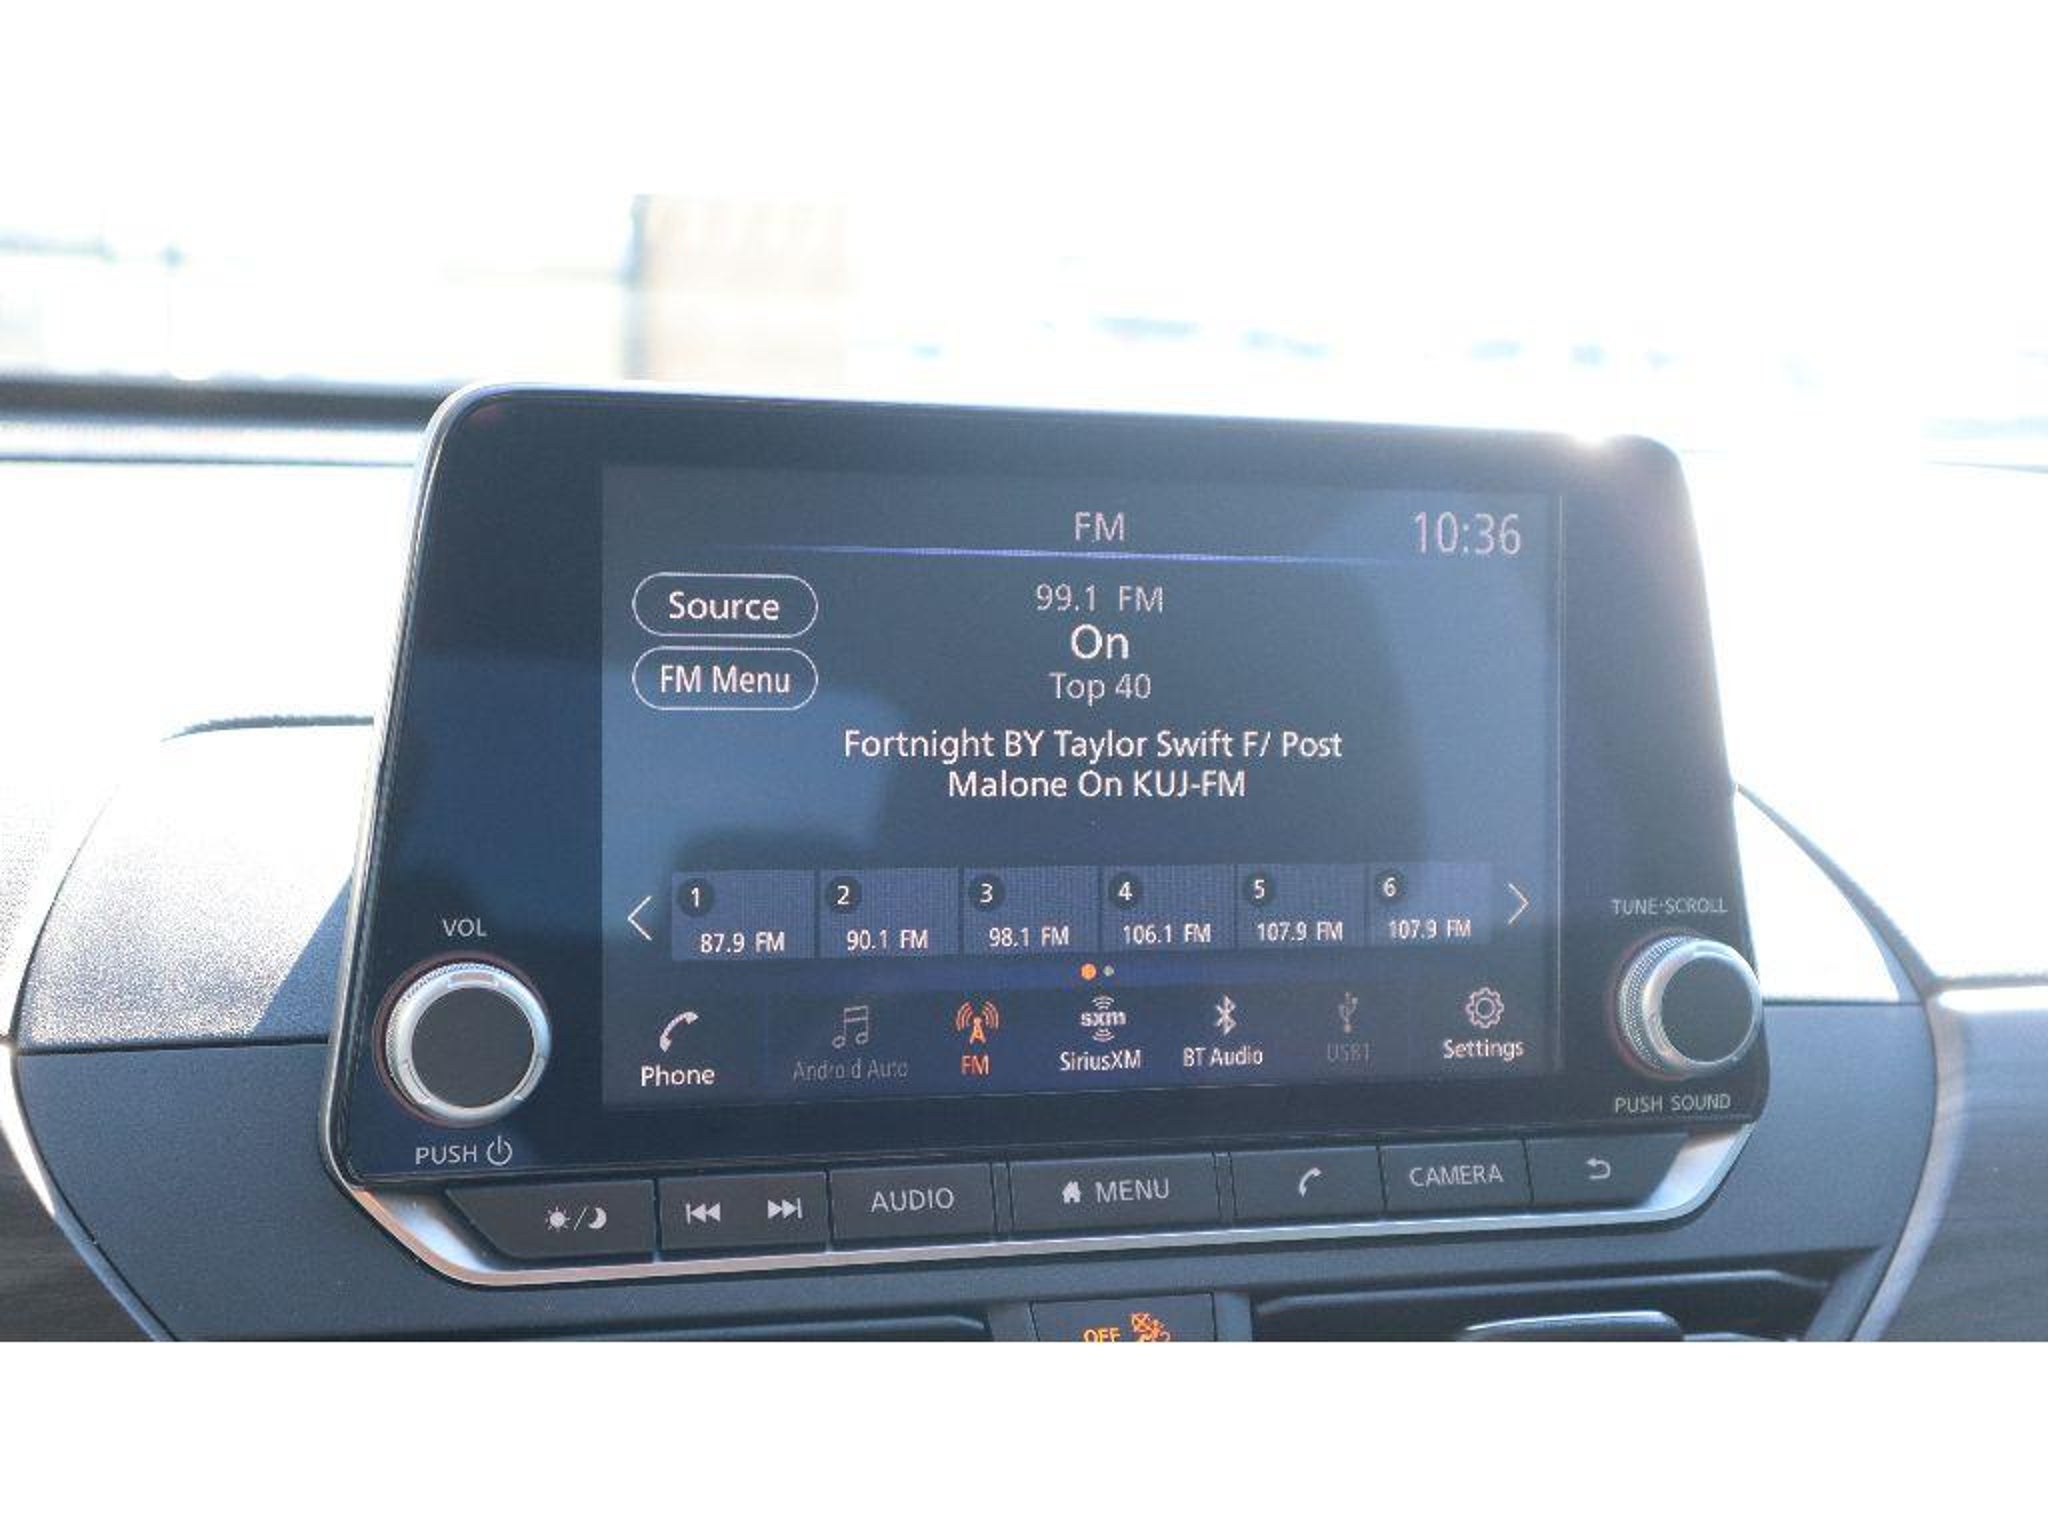 FM
10:36
Source
99.1 FM
On
FM Menu
Top 40
Fortnight BY Taylor Swift F/ Post
Malone On KUJ-FM
1
2
3
4
5
6
87.9 FM
90.1 FM
98.1 FM
106.1 FM
107.9 FM
107.9 FM
VOL
TUNE•SCROLL
sxm
Phone
Android Auto
FM
SiriusXM
BT Audio
USB1
Settings
PUSH
PUSH SOUND
AUDIO
MENU
CAMERA
OFF